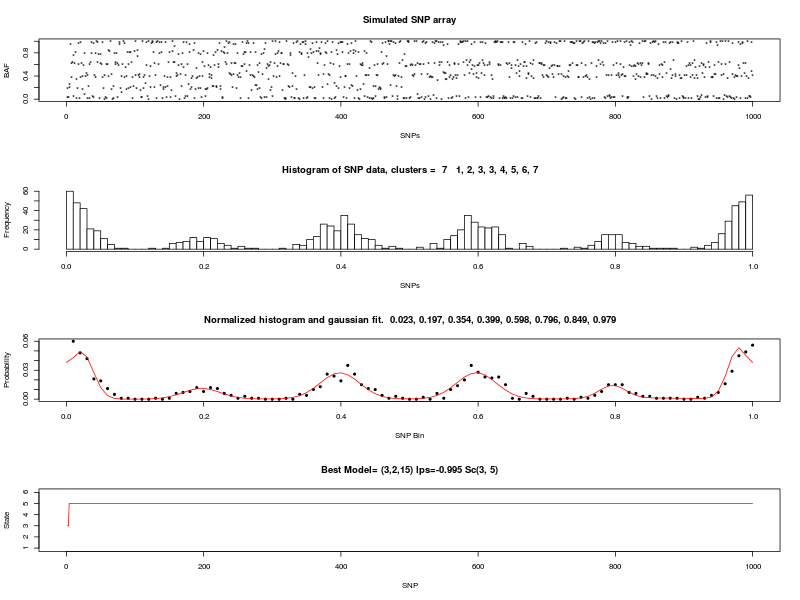 Simulated SNP array
BAF
0.0 0.4 0.8
0 200 400 600 800 1000
SNPs
Histogram of SNP data, clusters = 7 1, 2, 3, 3, 4, 5, 6, 7
Frequency
0 20 40 60
0.0 0.2 0.4 0.6 0.8 1.0
SNPs
Normalized histogram and gaussian fit. 0.023, 0.197, 0.354, 0.399, 0.598, 0.796, 0.849, 0.979
Probability
0.00 0.03 0.06
0.0 0.2 0.4 0.6 0.8 1.0
SNP Bin
Best Model= (3,2,15) lps=-0.995 Sc(3, 5)
State
1 2 3 4 5 6
0 200 400 600 800 1000
SNP